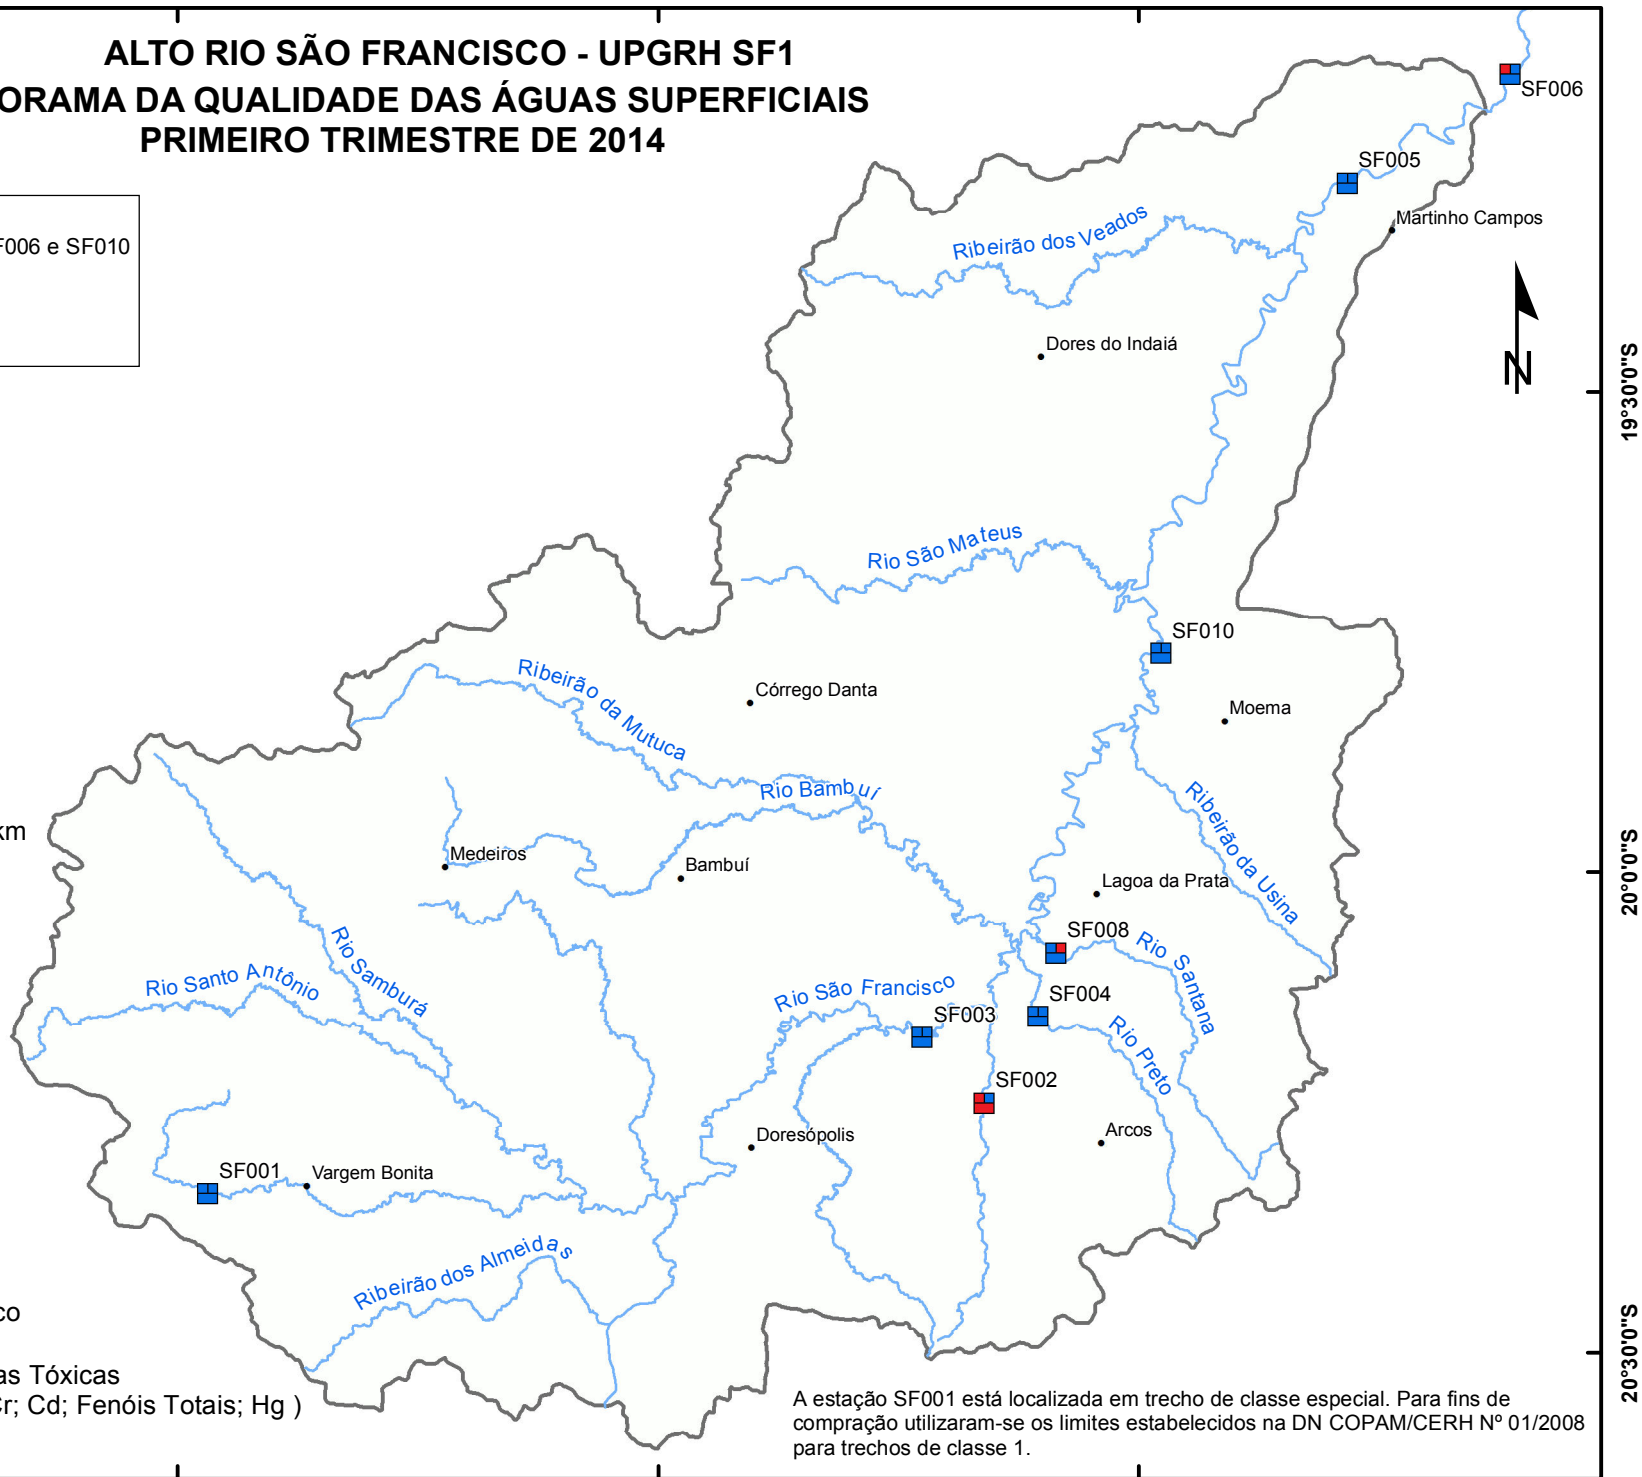 ALTO RIO SÃO FRANCISCO - UPGRH SF1
ORAMA DA QUALIDADE DAS ÁGUAS SUPERFICIAIS
PRIMEIRO TRIMESTRE DE 2014
SF006
SF005
Martinho Campos
Ribeirão dos Veados
F006 e SF010
Dores do Indaiá
N
19°30'0"S
Rio São Mateus
SF010
Ribeirão da Mutuca
Córrego Danta
Moema
Rio Bambuí
Ribeirão da Usina
km
Medeiros
Bambuí
Lagoa da Prata
20°0'0"S
SF008
Rio Santana
Rio Samburá
Rio Santo Antônio
Rio São Francisco
SF004
SF003
Rio Preto
SF002
Arcos
Doresópolis
SF001
Vargem Bonita
Ribeirão dos Almeidas
co
as Tóxicas
Cr; Cd; Fenóis Totais; Hg )
20°30'0"S
A estação SF001 está localizada em trecho de classe especial. Para fins de
compração utilizaram-se os limites estabelecidos na DN COPAM/CERH Nº 01/2008
para trechos de classe 1.